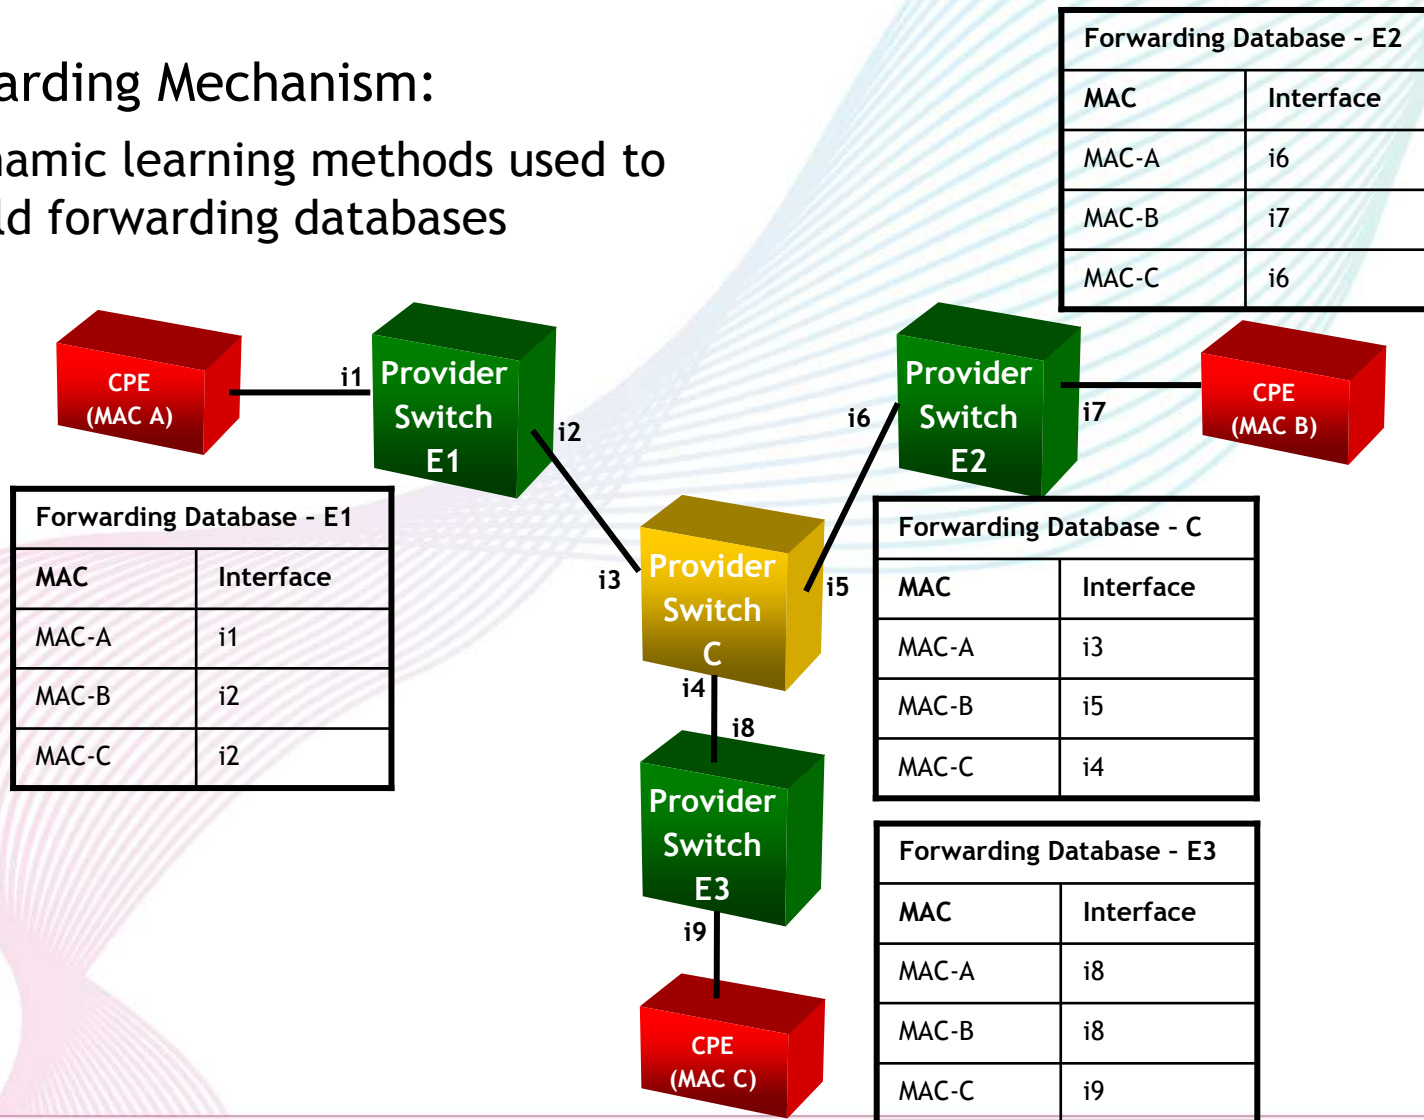 arding Mechanism:
namic learning methods used to
ld forwarding databases
Forwarding Database – E2
MAC Interface
MAC-A i6
MAC-B i7
MAC-C i6
CPE
(MAC A)
i1
Provider
Switch
E1
i2
i6
Provider
Switch
E2
i7
CPE
(MAC B)
Forwarding Database – E1
MAC Interface
MAC-A i1
MAC-B i2
MAC-C i2
i3
Provider
Switch
C
i5
i4
Forwarding Database – C
MAC Interface
MAC-A i3
MAC-B i5
MAC-C i4
i8
Provider
Switch
E3
i9
CPE
(MAC C)
Forwarding Database – E3
MAC Interface
MAC-A i8
MAC-B i8
MAC-C i9